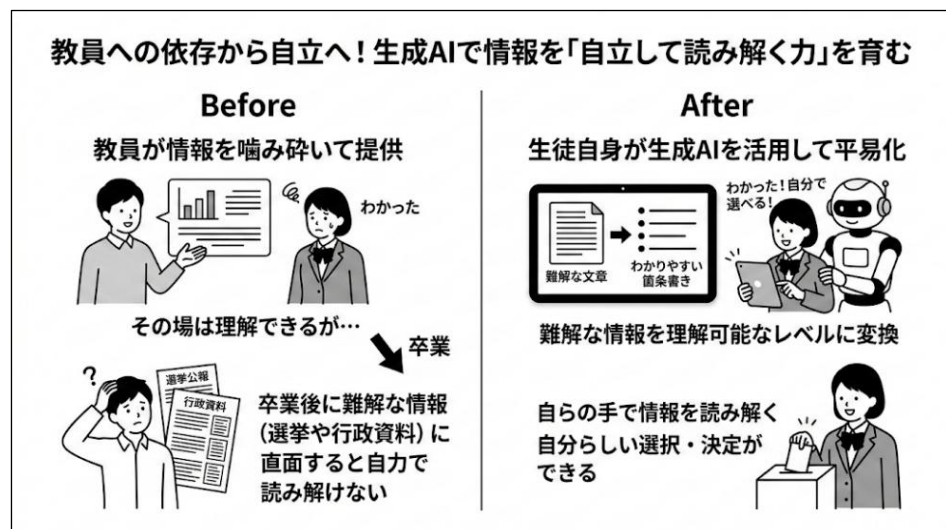 教員への依存から自立へ！生成AIで情報を「自立して読み解く力」を育む
Before
教員が情報を噛み砕いて提供
わかった
その場は理解できるが…
卒業
?
選挙公報
行政資料
卒業後に難解な情報
（選挙や行政資料）に
直面すると自力で
読み解けない
After
生徒自身が生成AIを活用して平易化
難解な文章
わかりやすい
箇条書き
わかった！自分で
選べる！
難解な情報を理解可能なレベルに変換
自らの手で情報を読み解く
自分らしい選択・決定が
できる